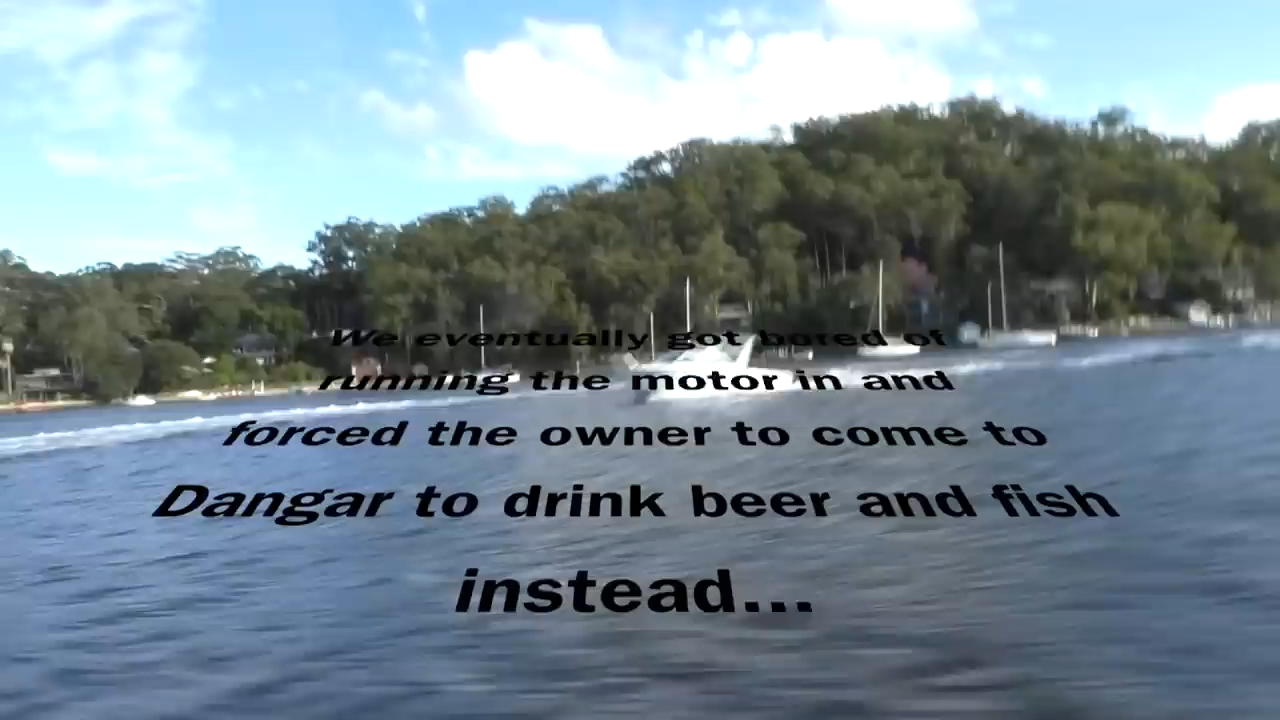 We eventually got bored of
running the motor in and
forced the owner to come to
Dangar to drink beer and fish
instead...